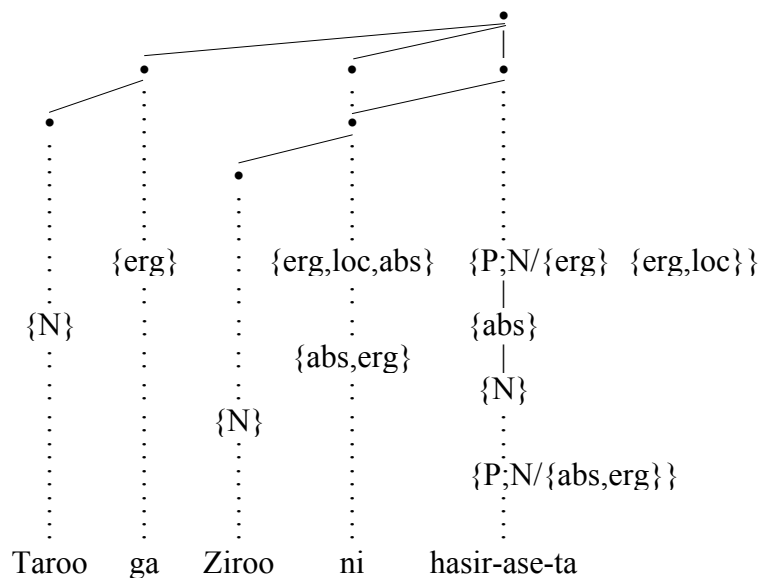 {erg} {erg,loc,abs} {P;N/{erg} {erg,loc}}
{N} {abs}
{abs,erg}
{N}
{N}
{P;N/{abs,erg}}
Taroo ga Ziroo ni hasir-ase-ta